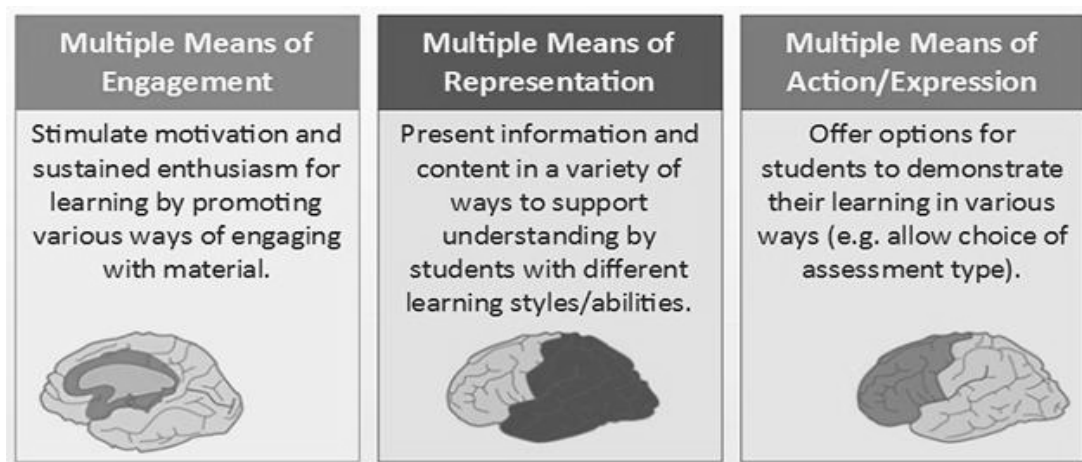 Multiple Means of
Engagement
Stimulate motivation and
sustained enthusiasm for
learning by promoting
various ways of engaging
with material.
Multiple Means of
Representation
Present information and
content in a variety of
ways to support
understanding by
students with different
learning styles/abilities.
Multiple Means of
Action/Expression
Offer options for
students to demonstrate
their learning in various
ways (e.g. allow choice of
assessment type).